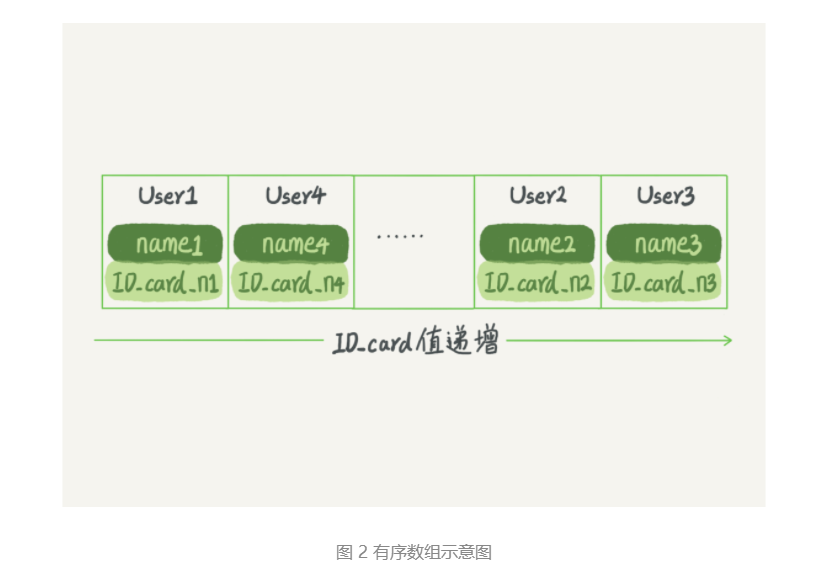 User1 User4 User2 User3
name1 name4 ...... name2 name3
ID_card_n1 ID_card_n4 ID_card_n2 ID_card_n3
ID_card值递增
图 2 有序数组示意图